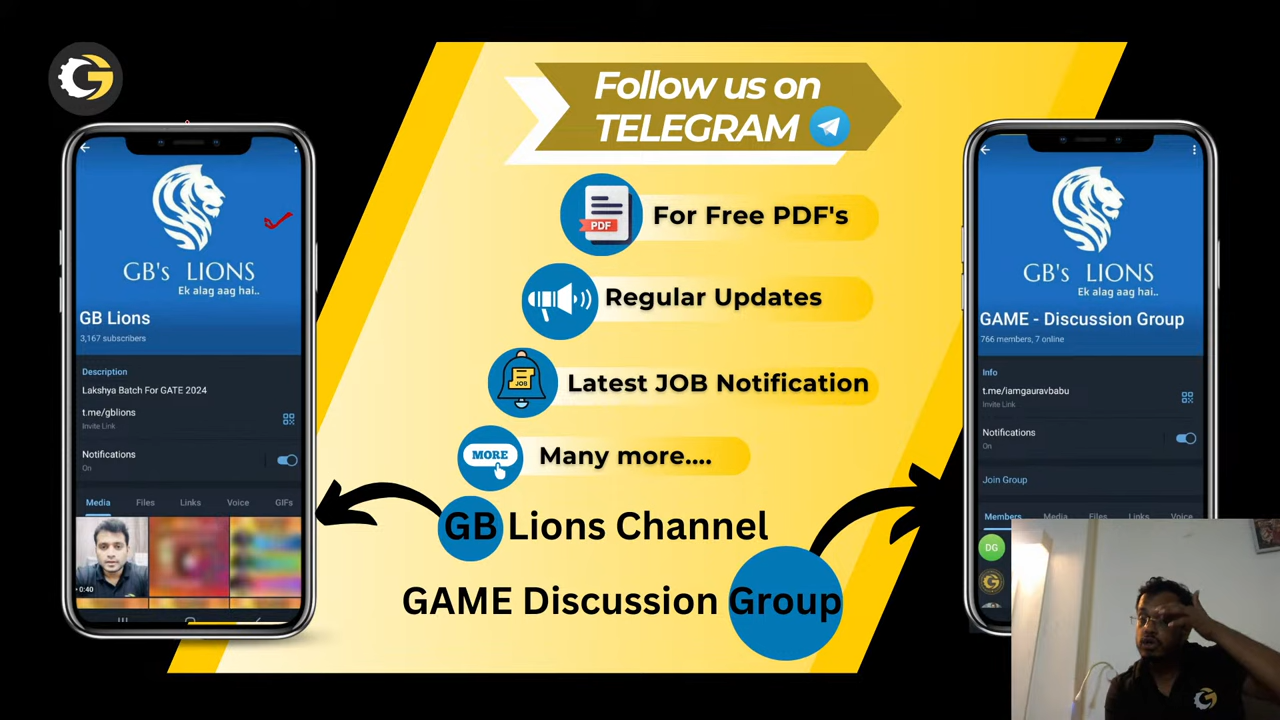 Follow us on
TELEGRAM
PDF
For Free PDF's
Regular Updates
JOB
Latest JOB Notification
MORE
Many more....
GB Lions Channel
GAME Discussion Group
GB's LIONS
Ek alag aag hai..
GB Lions
3,167 subscribers
Description
Lakshya Batch For GATE 2024
t.me/gblions
Invite Link
Notifications
On
Media Files Links Voice GIFs
0:40
GB's LIONS
Ek alag aag hai..
GAME - Discussion Group
766 members, 7 online
Info
t.me/iamgauravbabu
Invite Link
Notifications
On
Join Group
Members Media Files Links Voice
DG